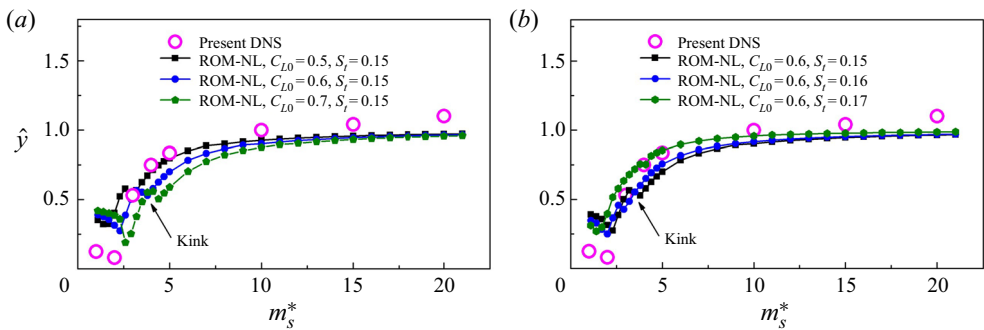 (a)
1.5
1.0
0.5
0
ŷ
Present DNS
ROM-NL, C_L0 = 0.5, S_t = 0.15
ROM-NL, C_L0 = 0.6, S_t = 0.15
ROM-NL, C_L0 = 0.7, S_t = 0.15
Kink
5 10 15 20
m_s^*
(b)
1.5
1.0
0.5
0
Present DNS
ROM-NL, C_L0 = 0.6, S_t = 0.15
ROM-NL, C_L0 = 0.6, S_t = 0.16
ROM-NL, C_L0 = 0.6, S_t = 0.17
Kink
5 10 15 20
m_s^*